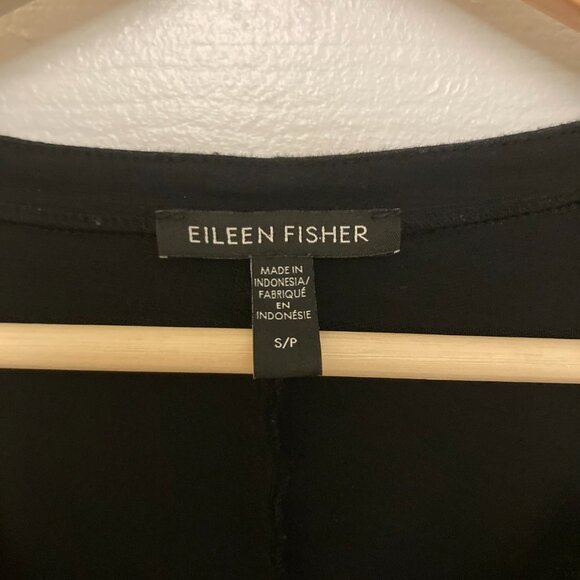 EILEEN FISHER
MADE IN
INDONESIA/
FABRIQUÉ
EN
INDONÉSIE
S/P